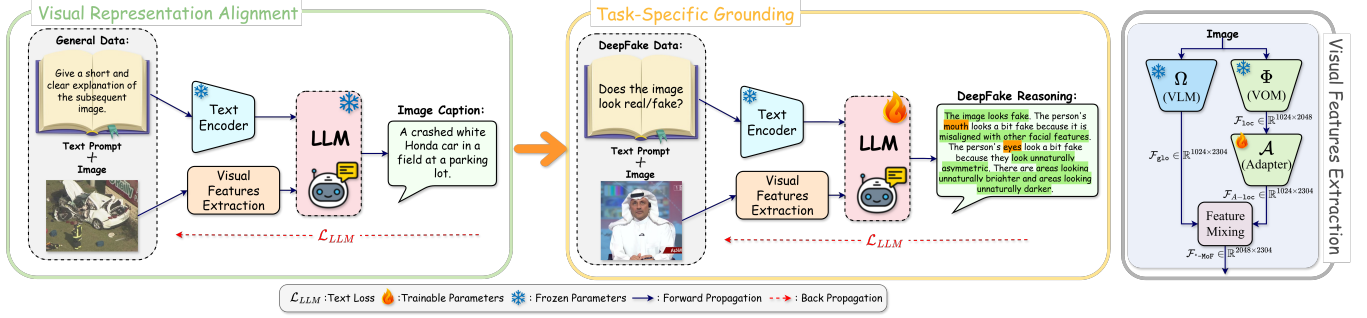 Visual Representation Alignment
General Data:
Give a short and
clear explanation of
the subsequent
image.
Text Prompt
+
Image
Text
Encoder
Visual
Features
Extraction
LLM
Image Caption:
A crashed white
Honda car in a
field at a parking
lot.
ℒ_LLM
Task-Specific Grounding
DeepFake Data:
Does the image
look real/fake?
Text Prompt
+
Image
Text
Encoder
Visual
Features
Extraction
LLM
DeepFake Reasoning:
The image looks fake. The person's
mouth looks a bit fake because it is
misaligned with other facial features.
The person's eyes look a bit fake
because they look unnaturally
asymmetric. There are areas looking
unnaturally brighter and areas looking
unnaturally darker.
ℒ_LLM
Visual Features Extraction
Image
Ω
(VLM)
Φ
(VOM)
ℱ_loc ∈ ℝ^1024×2048
𝒜
(Adapter)
ℱ_glo ∈ ℝ^1024×2304
ℱ_A-loc ∈ ℝ^1024×2304
Feature
Mixing
ℱ_*-MoF ∈ ℝ^2048×2304
ℒ_LLM :Text Loss :Trainable Parameters : Frozen Parameters : Forward Propagation : Back Propagation